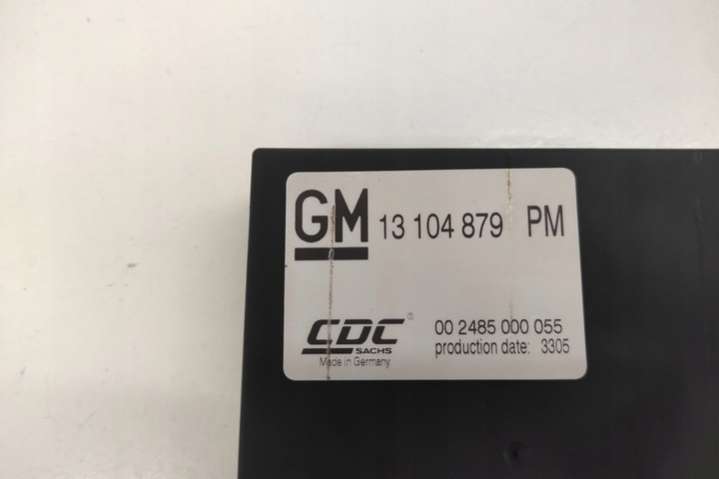 GM 13 104 879 PM
CDC®
SACHS
Made in Germany
00 2485 000 055
production date: 3305